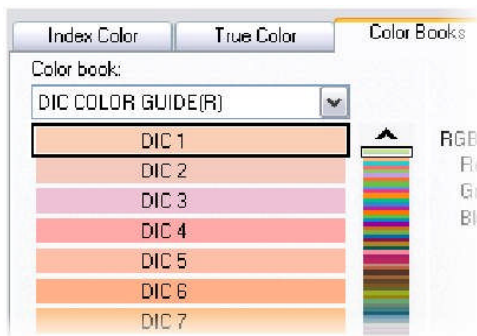 Index Color True Color Color Books
Color book:
DIC COLOR GUIDE(R)
DIC 1
DIC 2
DIC 3
DIC 4
DIC 5
DIC 6
DIC 7
RGB